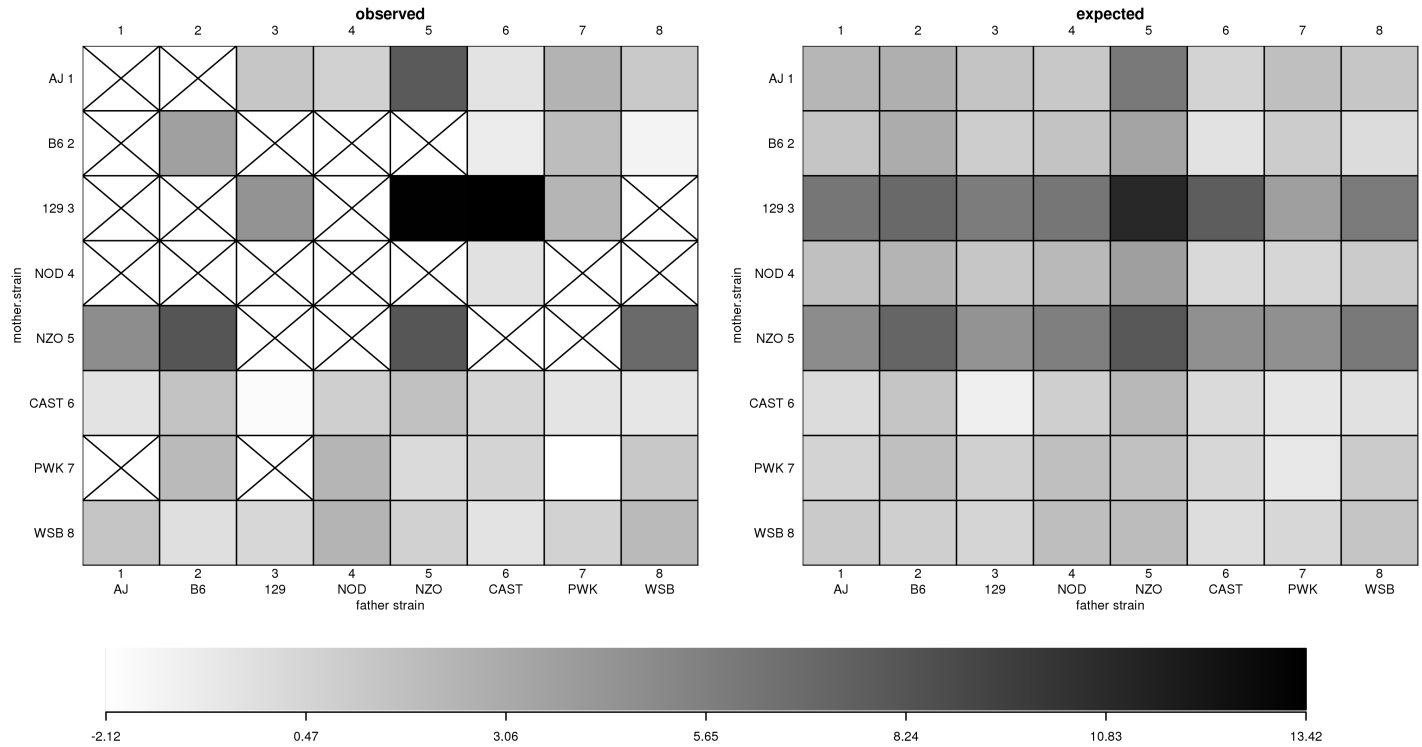 observed
1 2 3 4 5 6 7 8
AJ 1
B6 2
129 3
NOD 4
NZO 5
CAST 6
PWK 7
WSB 8
mother.strain
1 2 3 4 5 6 7 8
AJ B6 129 NOD NZO CAST PWK WSB
father strain
expected
1 2 3 4 5 6 7 8
AJ 1
B6 2
129 3
NOD 4
NZO 5
CAST 6
PWK 7
WSB 8
mother.strain
1 2 3 4 5 6 7 8
AJ B6 129 NOD NZO CAST PWK WSB
father strain
-2.12 0.47 3.06 5.65 8.24 10.83 13.42